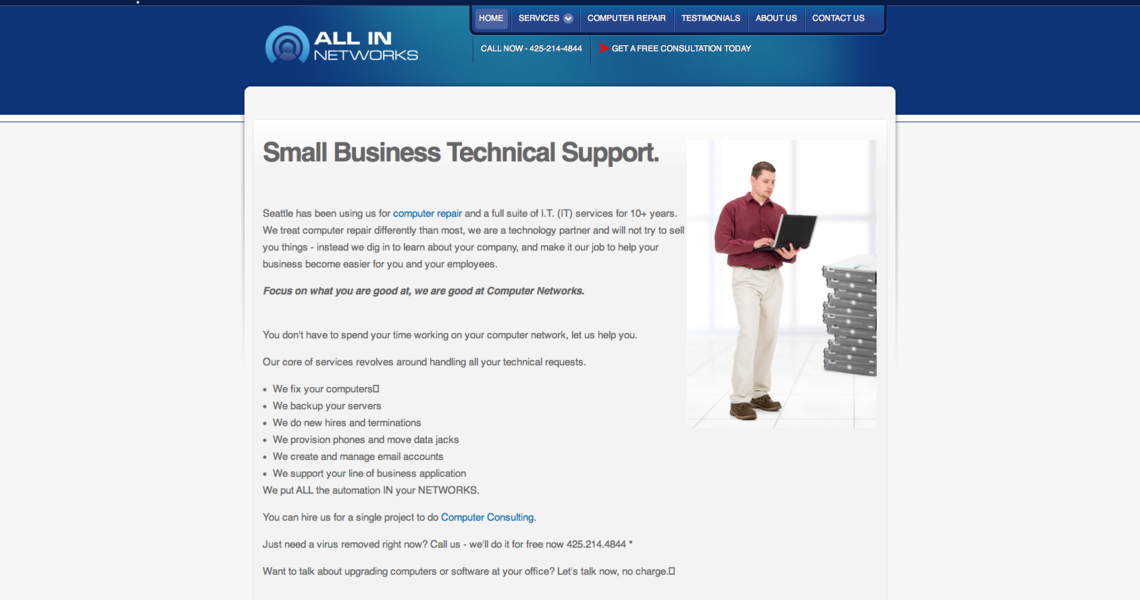 HOME SERVICES COMPUTER REPAIR TESTIMONIALS ABOUT US CONTACT US
ALL IN
NETWORKS
CALL NOW - 425-214-4844 GET A FREE CONSULTATION TODAY
Small Business Technical Support.
Seattle has been using us for computer repair and a full suite of I.T. (IT) services for 10+ years.
We treat computer repair differently than most, we are a technology partner and will not try to sell
you things - instead we dig in to learn about your company, and make it our job to help your
business become easier for you and your employees.
Focus on what you are good at, we are good at Computer Networks.
You don't have to spend your time working on your computer network, let us help you.
Our core of services revolves around handling all your technical requests.
• We fix your computers
• We backup your servers
• We do new hires and terminations
• We provision phones and move data jacks
• We create and manage email accounts
• We support your line of business application
We put ALL the automation IN your NETWORKS.
You can hire us for a single project to do Computer Consulting.
Just need a virus removed right now? Call us - we'll do it for free now 425.214.4844 *
Want to talk about upgrading computers or software at your office? Let's talk now, no charge.